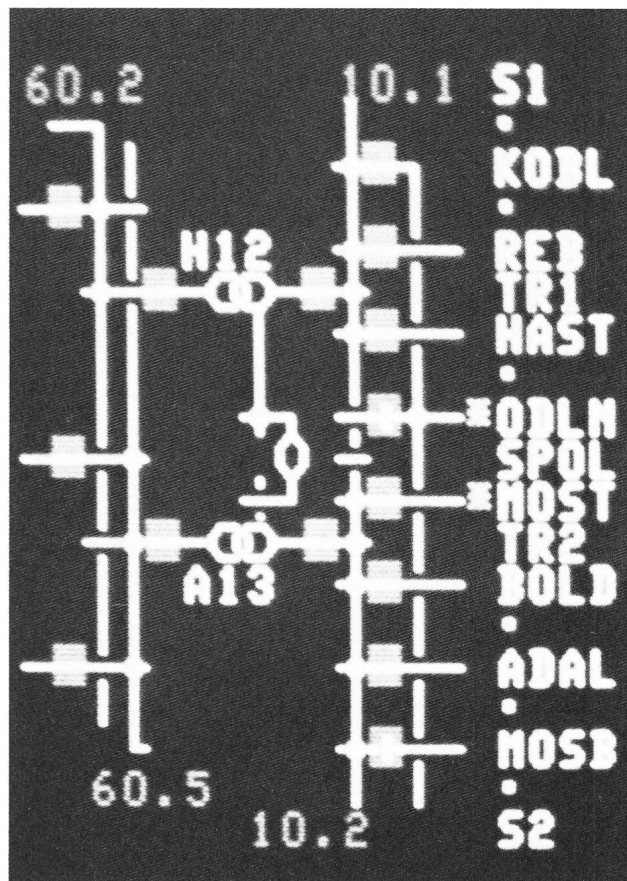 60.2 10.1 S1
.
KOBL
.
REB
H12
TR1
HAST
.
*ODLN
SPOL
*MOST
TR2
A13 BOLD
.
ADAL
.
MOSB
.
60.5
10.2 S2